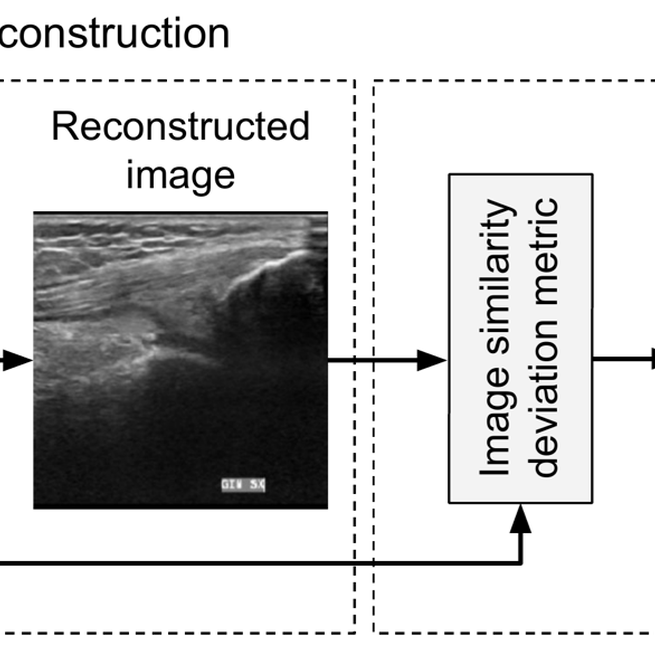 construction
Reconstructed
image
Image similarity
deviation metric